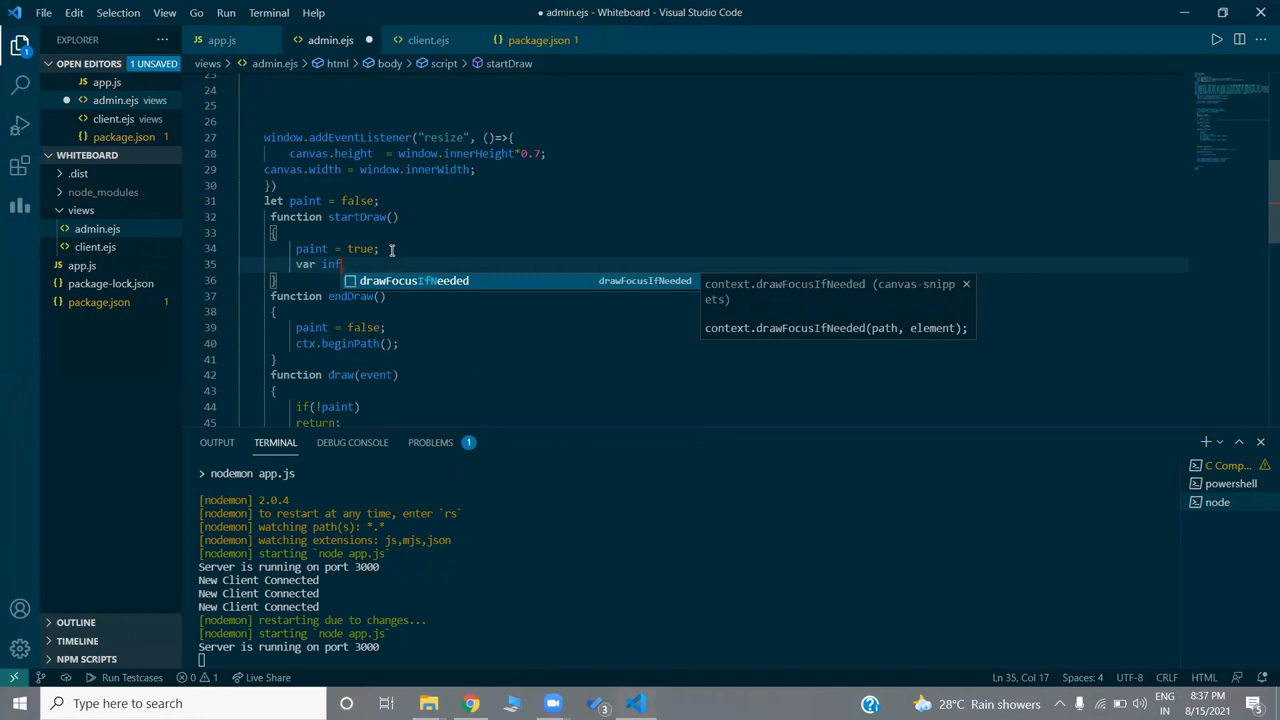 File Edit Selection View Go Run Terminal Help ● admin.ejs - Whiteboard - Visual Studio Code
EXPLORER ··· app.js admin.ejs ● client.ejs package.json 1
OPEN EDITORS 1 UNSAVED views > admin.ejs > html > body > script > startDraw
app.js
● admin.ejs views
client.ejs views
package.json 1
WHITEBOARD
.dist
node_modules
views
admin.ejs
client.ejs
app.js
package-lock.json
package.json 1
OUTLINE
TIMELINE
NPM SCRIPTS
23
24
25
26
27 window.addEventListener("resize", ()=>{
28 canvas.height = window.innerHeight*0.7;
29 canvas.width = window.innerWidth;
30 })
31 let paint = false;
32 function startDraw()
33 {
34 paint = true;
35 var inf
36 }
drawFocusIfNeeded drawFocusIfNeeded
context.drawFocusIfNeeded (canvas-snipp
ets)
context.drawFocusIfNeeded(path, element);
37 function endDraw()
38 {
39 paint = false;
40 ctx.beginPath();
41 }
42 function draw(event)
43 {
44 if(!paint)
45 return;
OUTPUT TERMINAL DEBUG CONSOLE PROBLEMS 1
> nodemon app.js
[nodemon] 2.0.4
[nodemon] to restart at any time, enter `rs`
[nodemon] watching path(s): *.*
[nodemon] watching extensions: js,mjs,json
[nodemon] starting `node app.js`
Server is running on port 3000
New Client Connected
New Client Connected
New Client Connected
[nodemon] restarting due to changes...
[nodemon] starting `node app.js`
Server is running on port 3000
C Comp...
powershell
node
0 1 Run Testcases Live Share Ln 35, Col 17 Spaces: 4 UTF-8 CRLF HTML
Type here to search 3 28°C Rain showers ENG 8:37 PM
IN 8/15/2021 5